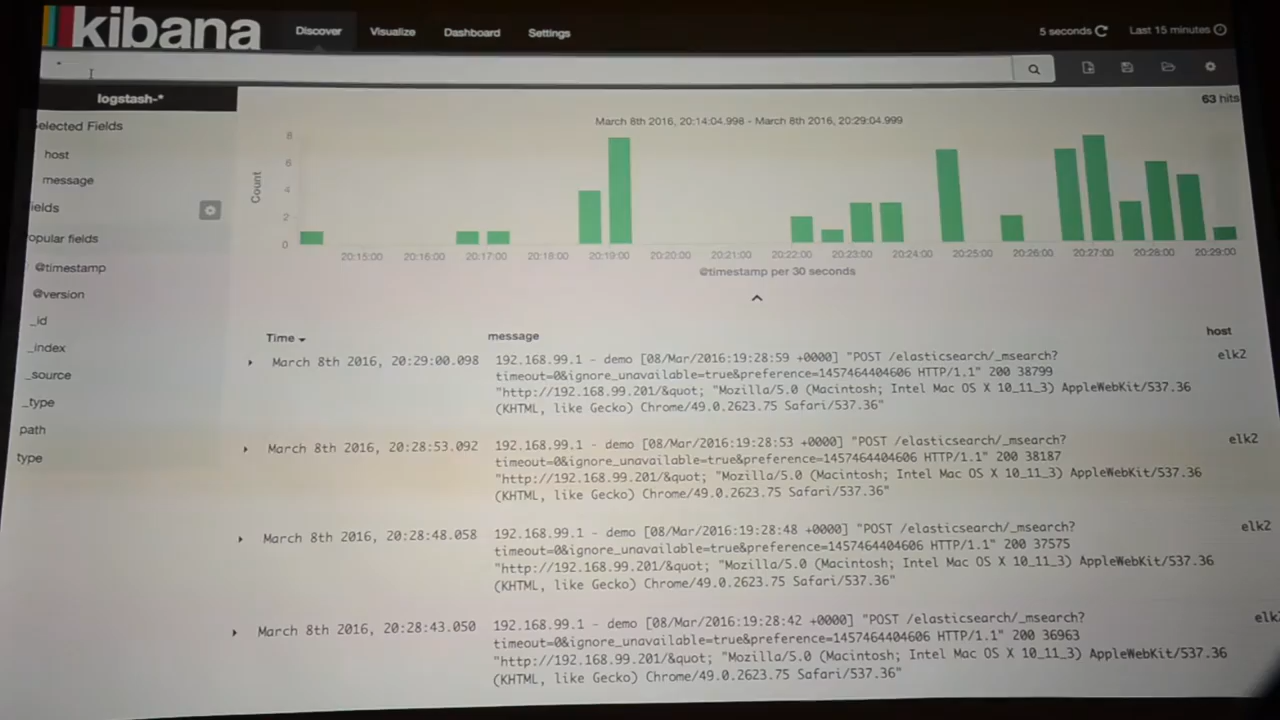 kibana
Discover Visualize Dashboard Settings
5 seconds Last 15 minutes
*
logstash-*
63 hits
elected Fields
host
message
ields
opular fields
@timestamp
@version
_id
_index
_source
_type
path
type
March 8th 2016, 20:14:04.998 - March 8th 2016, 20:29:04.999
Count
8
6
4
2
0
20:15:00 20:16:00 20:17:00 20:18:00 20:19:00 20:20:00 20:21:00 20:22:00 20:23:00 20:24:00 20:25:00 20:26:00 20:27:00 20:28:00 20:29:00
@timestamp per 30 seconds
Time message host
March 8th 2016, 20:29:00.098 192.168.99.1 - demo [08/Mar/2016:19:28:59 +0000] "POST /elasticsearch/_msearch? elk2
timeout=0&ignore_unavailable=true&preference=1457464404606 HTTP/1.1" 200 38799
"http://192.168.99.201/&quot; "Mozilla/5.0 (Macintosh; Intel Mac OS X 10_11_3) AppleWebKit/537.36
(KHTML, like Gecko) Chrome/49.0.2623.75 Safari/537.36"
March 8th 2016, 20:28:53.092 192.168.99.1 - demo [08/Mar/2016:19:28:53 +0000] "POST /elasticsearch/_msearch? elk2
timeout=0&ignore_unavailable=true&preference=1457464404606 HTTP/1.1" 200 38187
"http://192.168.99.201/&quot; "Mozilla/5.0 (Macintosh; Intel Mac OS X 10_11_3) AppleWebKit/537.36
(KHTML, like Gecko) Chrome/49.0.2623.75 Safari/537.36"
March 8th 2016, 20:28:48.058 192.168.99.1 - demo [08/Mar/2016:19:28:48 +0000] "POST /elasticsearch/_msearch? elk2
timeout=0&ignore_unavailable=true&preference=1457464404606 HTTP/1.1" 200 37575
"http://192.168.99.201/&quot; "Mozilla/5.0 (Macintosh; Intel Mac OS X 10_11_3) AppleWebKit/537.36
(KHTML, like Gecko) Chrome/49.0.2623.75 Safari/537.36"
March 8th 2016, 20:28:43.050 192.168.99.1 - demo [08/Mar/2016:19:28:42 +0000] "POST /elasticsearch/_msearch? elk2
timeout=0&ignore_unavailable=true&preference=1457464404606 HTTP/1.1" 200 36963
"http://192.168.99.201/&quot; "Mozilla/5.0 (Macintosh; Intel Mac OS X 10_11_3) AppleWebKit/537.36
(KHTML, like Gecko) Chrome/49.0.2623.75 Safari/537.36"